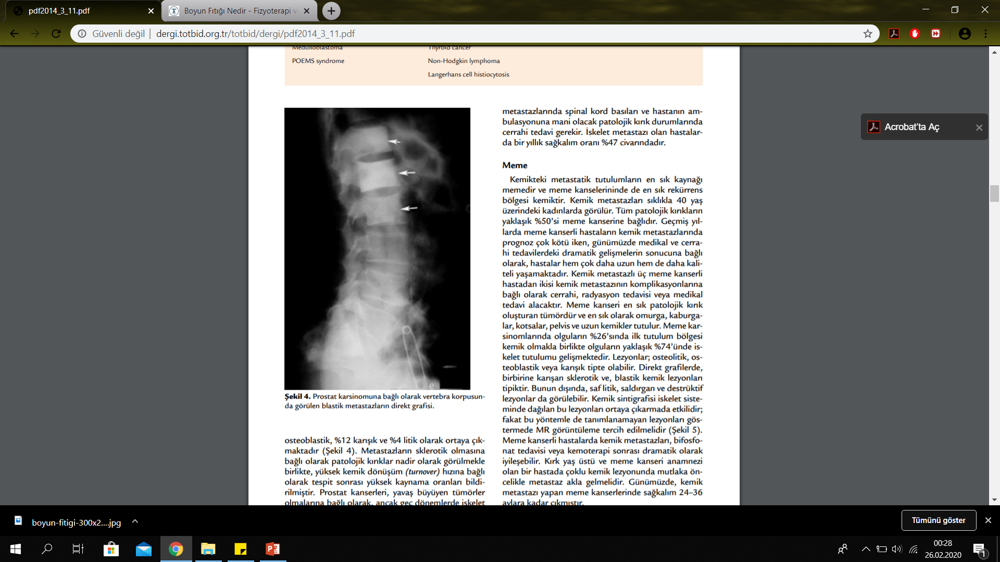 pdf2014_3_11.pdf
Boyun Fıtığı Nedir - Fizyoterapi v
Güvenli değil
dergi.totbid.org.tr/totbid/dergi/pdf2014_3_11.pdf
Medulloblastoma
Thyroid cancer
POEMS syndrome
Non-Hodgkin lymphoma
Langerhans cell histiocytosis
Şekil 4. Prostat karsinomuna bağlı olarak vertebra korpusun-
da görülen blastik metastazların direkt grafisi.
osteoblastik, %12 karışık ve %4 litik olarak ortaya çık-
maktadır (Şekil 4). Metastazların sklerotik olmasına
bağlı olarak patolojik kırıklar nadir olarak görülmekle
birlikte, yüksek kemik dönüşüm (turnover) hızına bağlı
olarak tespit sonrası yüksek kaynama oranları bildi-
rilmiştir. Prostat kanserleri, yavaş büyüyen tümörler
olmalarına bağlı olarak, ancak geç dönemlerde iskelet
metastazlarında spinal kord basıları ve hastanın am-
bulasyonuna mani olacak patolojik kırık durumlarında
cerrahi tedavi gerekir. İskelet metastazı olan hastalar-
da bir yıllık sağkalım oranı %47 civarındadır.
Meme
Kemikteki metastatik tutulumların en sık kaynağı
memedir ve meme kanselerininde de en sık rekürrens
bölgesi kemiktir. Kemik metastazları sıklıkla 40 yaş
üzerindeki kadınlarda görülür. Tüm patolojik kırıkların
yaklaşık %50’si meme kanserine bağlıdır. Geçmiş yıl-
larda meme kanserli hastaların kemik metastazlarında
prognoz çok kötü iken, günümüzde medikal ve cerra-
hi tedavilerdeki dramatik gelişmelerin sonucuna bağlı
olarak, hastalar hem çok daha uzun hem de daha kali-
teli yaşamaktadır. Kemik metastazlı üç meme kanserli
hastadan ikisi kemik metastazının komplikasyonlarına
bağlı olarak cerrahi, radyasyon tedavisi veya medikal
tedavi alacaktır. Meme kanseri en sık patolojik kırık
oluşturan tümördür ve en sık olarak omurga, kaburga-
lar, kotsalar, pelvis ve uzun kemikler tutulur. Meme kar-
sinomlarında olguların %26’sında ilk tutulum bölgesi
kemik olmakla birlikte olguların yaklaşık %74’ünde is-
kelet tutulumu gelişmektedir. Lezyonlar; osteolitik, os-
teoblastik veya karışık tipte olabilir. Direkt grafilerde,
birbirine karışan sklerotik ve, blastik kemik lezyonları
tipiktir. Bunun dışında, saf litik, saldırgan ve destrüktif
lezyonlar da görülebilir. Kemik sintigrafisi iskelet siste-
minde dağılan bu lezyonları ortaya çıkarmada etkilidir;
fakat bu yöntemle de tanımlanamayan lezyonları gös-
termede MR görüntüleme tercih edilmelidir (Şekil 5).
Meme kanserli hastalarda kemik metastazları, bifosfo-
nat tedavisi veya kemoterapi sonrası dramatik olarak
iyileşebilir. Kırk yaş üstü ve meme kanseri anamnezi
olan bir hastada çoklu kemik lezyonunda mutlaka ön-
celikle metastaz akla gelmelidir. Günümüzde, kemik
metastazı yapan meme kanserlerinde sağkalım 24–36
aylara kadar çıkmıştır.
Acrobat'ta Aç
boyun-fitigi-300x2....jpg
Tümünü göster
00:28
26.02.2020
1